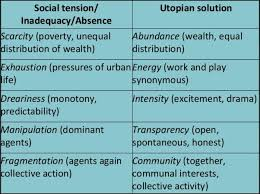 Social tension/ Utopian solution
Inadequacy/Absence
Scarcity (poverty, unequal Abundance (wealth, equal
distribution of wealth) distribution)
Exhaustion (pressures of urban Energy (work and play
life) synonymous)
Dreariness (monotony, Intensity (excitement, drama)
predictability)
Manipulation (dominant Transparency (open,
agents) spontaneous, honest)
Fragmentation (agents again Community (together,
collective action) communal interests,
collective activity)